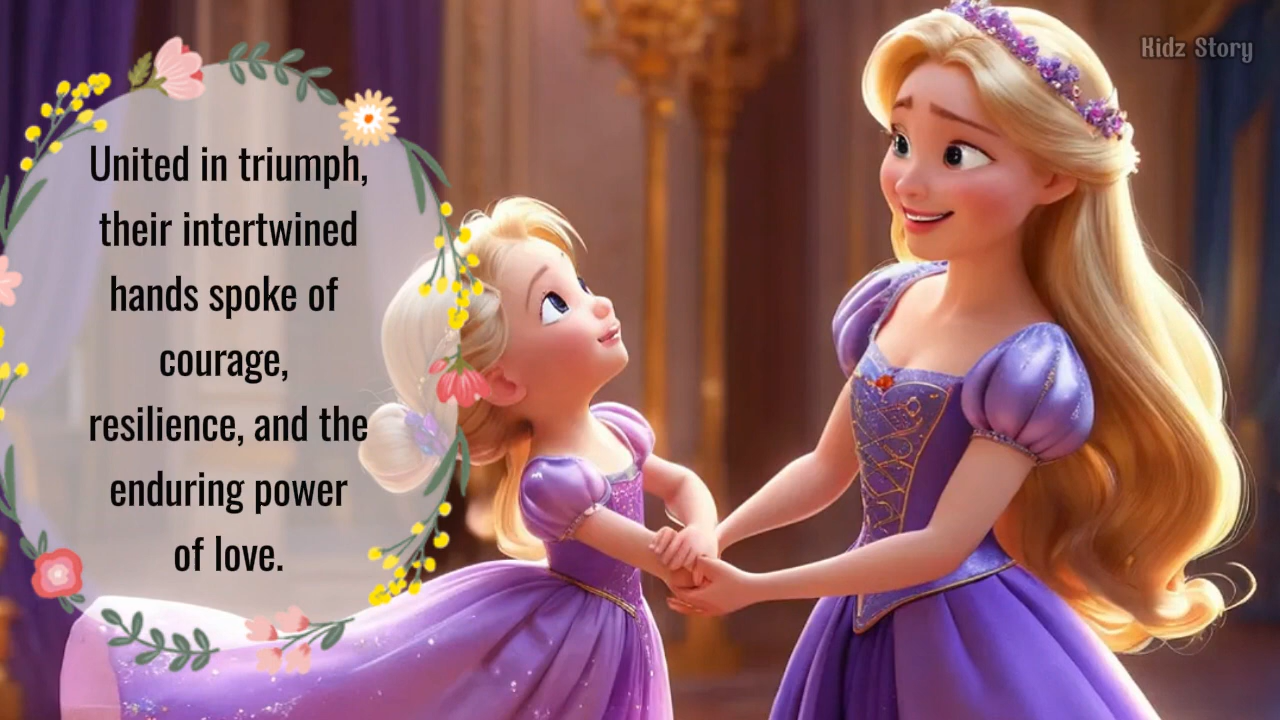 Kidz Story
United in triumph,
their intertwined
hands spoke of
courage,
resilience, and the
enduring power
of love.